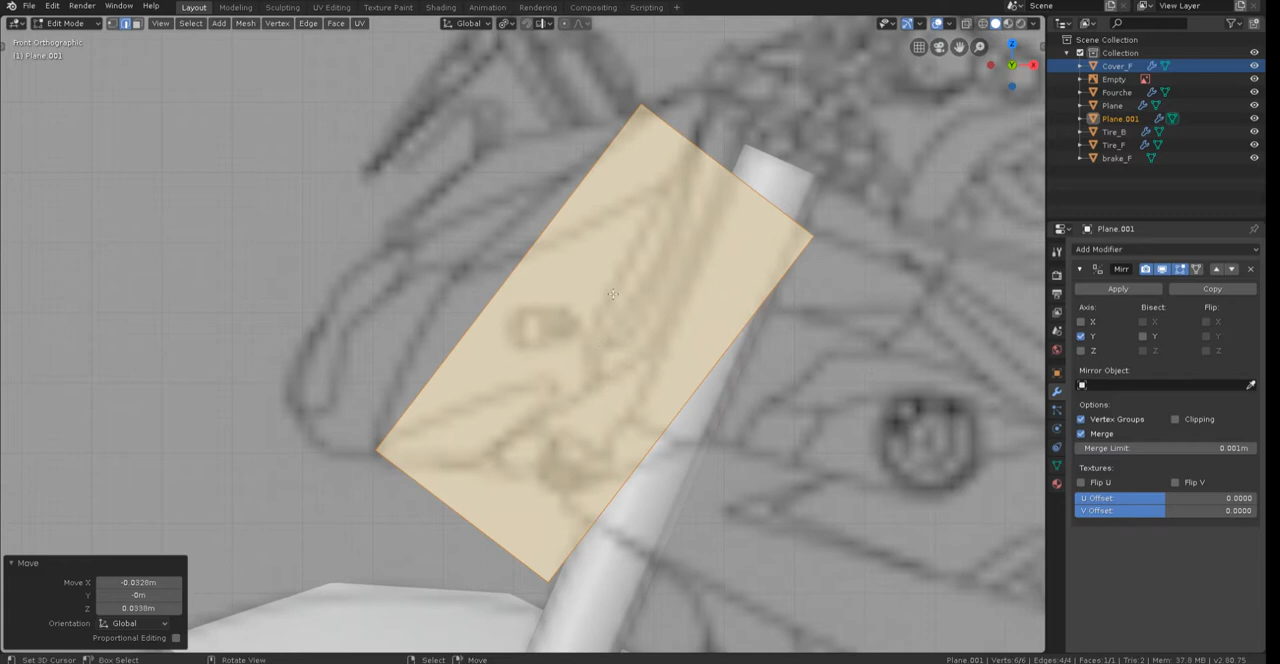 File Edit Render Window Help Layout Modeling Sculpting UV Editing Texture Paint Shading Animation Rendering Compositing Scripting + Scene View Layer
Edit Mode View Select Add Mesh Vertex Edge Face UV Global
Front Orthographic
(1) Plane.001
Z
Y
X
Scene Collection
Collection
Cover_F
Empty
Fourche
Plane
Plane.001
Tire_B
Tire_F
brake_F
Plane.001
Add Modifier
Mirr
Apply Copy
Axis: Bisect: Flip:
X X X
Y Y Y
Z Z Z
Mirror Object:
Options:
Vertex Groups Clipping
Merge
Merge Limit: 0.001m
Textures:
Flip U Flip V
U Offset: 0.0000
V Offset: 0.0000
Move
Move X -0.0328m
Y -0m
Z 0.0338m
Orientation Global
Proportional Editing
Set 3D Cursor Box Select Rotate View Select Move Plane.001 | Verts:6/6 | Edges:4/4 | Faces:1/1 | Tris:2 | Mem: 37.8 MB | v2.80.75